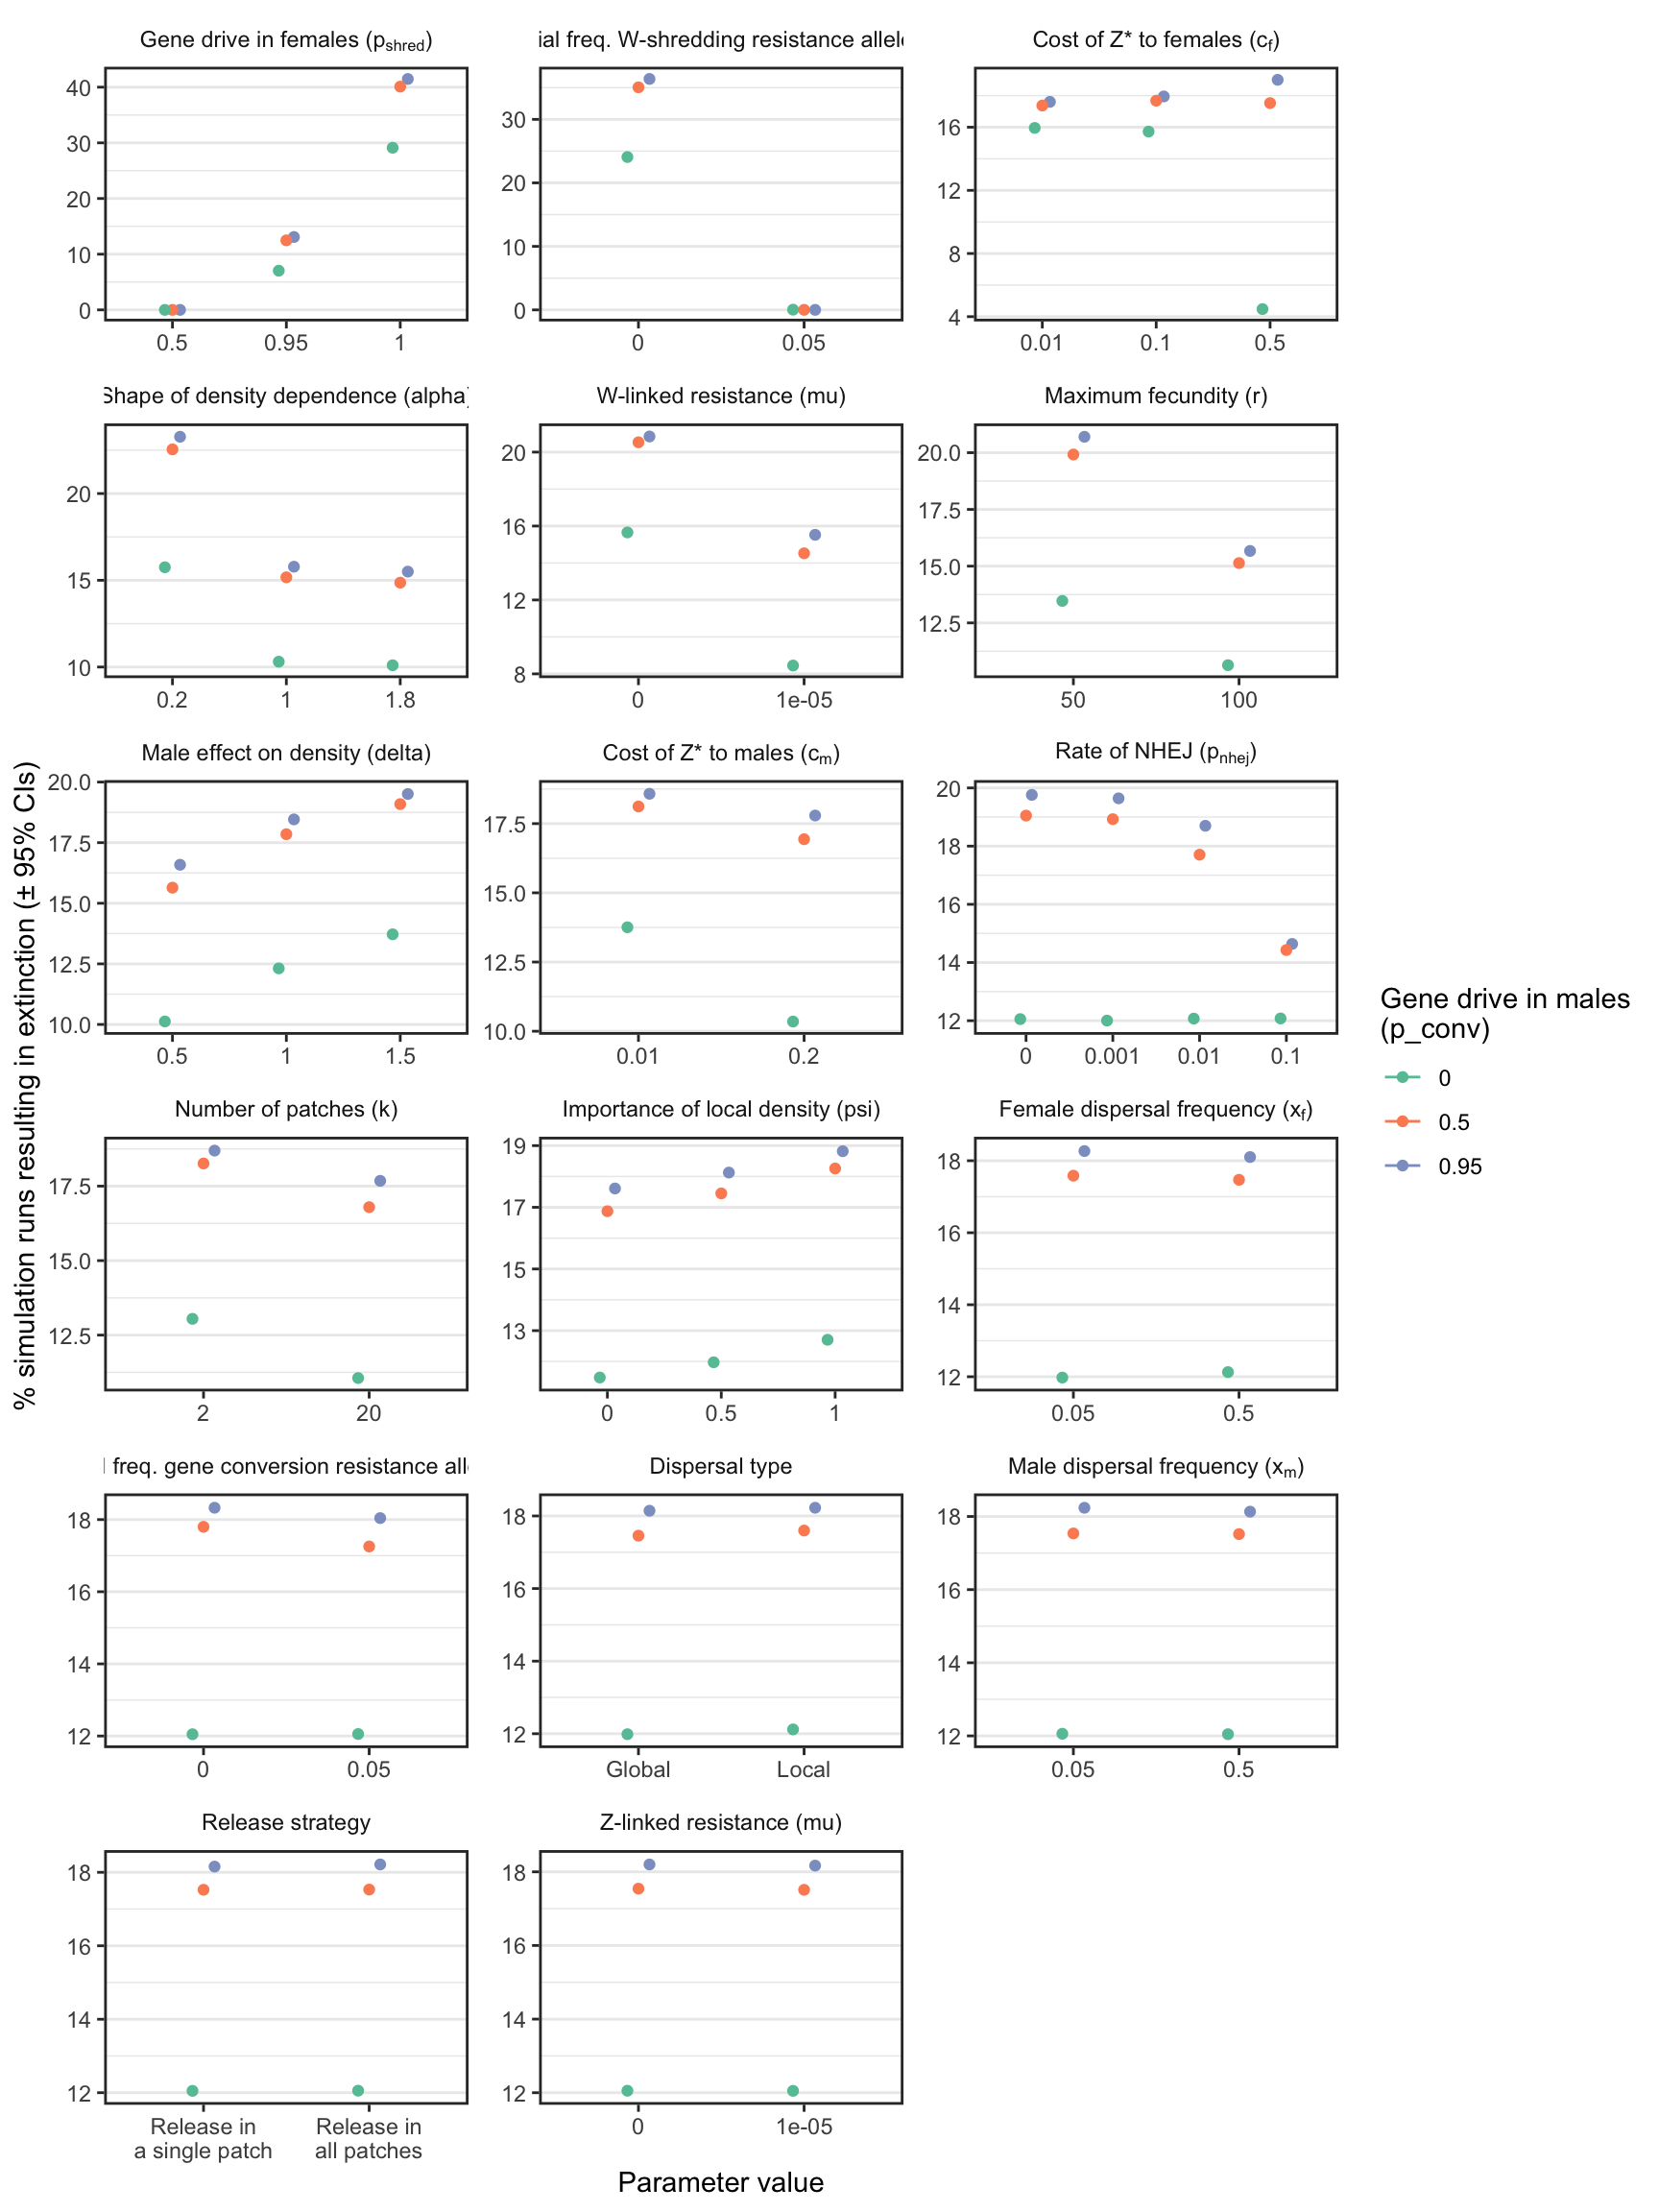 Gene drive in females (pshred)
ial freq. W-shredding resistance allele
Cost of Z* to females (cf)
40
30
20
10
0
0.5 0.95 1
30
20
10
0
0 0.05
16
12
8
4
0.01 0.1 0.5
Shape of density dependence (alpha)
W-linked resistance (mu)
Maximum fecundity (r)
20
15
10
0.2 1 1.8
20
16
12
8
0 1e-05
20.0
17.5
15.0
12.5
50 100
Male effect on density (delta)
Cost of Z* to males (cm)
Rate of NHEJ (pnhej)
20.0
17.5
15.0
12.5
10.0
0.5 1 1.5
17.5
15.0
12.5
10.0
0.01 0.2
20
18
16
14
12
0 0.001 0.01 0.1
% simulation runs resulting in extinction (± 95% CIs)
Gene drive in males
(p_conv)
0
0.5
0.95
Number of patches (k)
Importance of local density (psi)
Female dispersal frequency (xf)
17.5
15.0
12.5
2 20
19
17
15
13
0 0.5 1
18
16
14
12
0.05 0.5
freq. gene conversion resistance all
Dispersal type
Male dispersal frequency (xm)
18
16
14
12
0 0.05
18
16
14
12
Global Local
18
16
14
12
0.05 0.5
Release strategy
Z-linked resistance (mu)
18
16
14
12
Release in
a single patch
Release in
all patches
18
16
14
12
0 1e-05
Parameter value